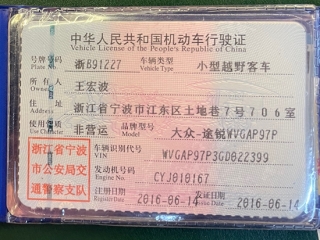 中华人民共和国机动车行驶证
Vehicle License of the People's Republic of China
号牌号码 Plate No. 浙B91227 车辆类型 Vehicle Type 小型越野客车
所有人 Owner 王宏波
住址 Address 浙江省宁波市江东区土地巷7号706室
使用性质 Use Character 非营运 品牌型号 Model 大众-途锐WVGAP97P
浙江省宁波市公安局交通警察支队
车辆识别代号 VIN WVGAP97P3GD022399
发动机号码 Engine No. CYJ018167
注册日期 Register Date 2016-06-14 发证日期 Issue Date 2016-06-14